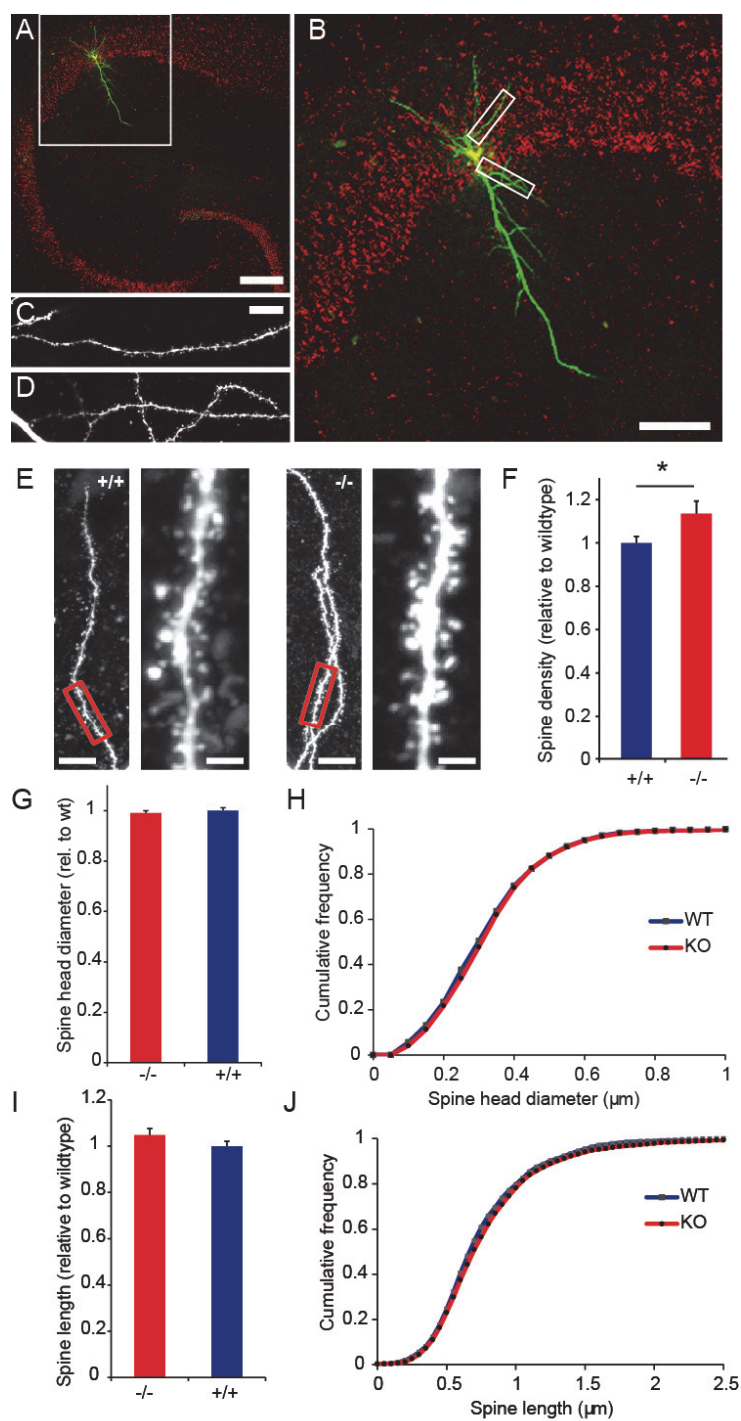 A
B
C
D
E
+/+
-/-
F
*
Spine density (relative to wildtype)
1.2
1
0.8
0.6
0.4
0.2
0
+/+
-/-
G
Spine head diameter (rel. to wt)
1
0.8
0.6
0.4
0.2
0
-/-
+/+
H
Cumulative frequency
1
0.8
0.6
0.4
0.2
0
WT
KO
0
0.2
0.4
0.6
0.8
1
Spine head diameter (µm)
I
Spine length (relative to wildtype)
1.2
1
0.8
0.6
0.4
0.2
0
-/-
+/+
J
Cumulative frequency
1
0.8
0.6
0.4
0.2
0
WT
KO
0
0.5
1
1.5
2
2.5
Spine length (µm)